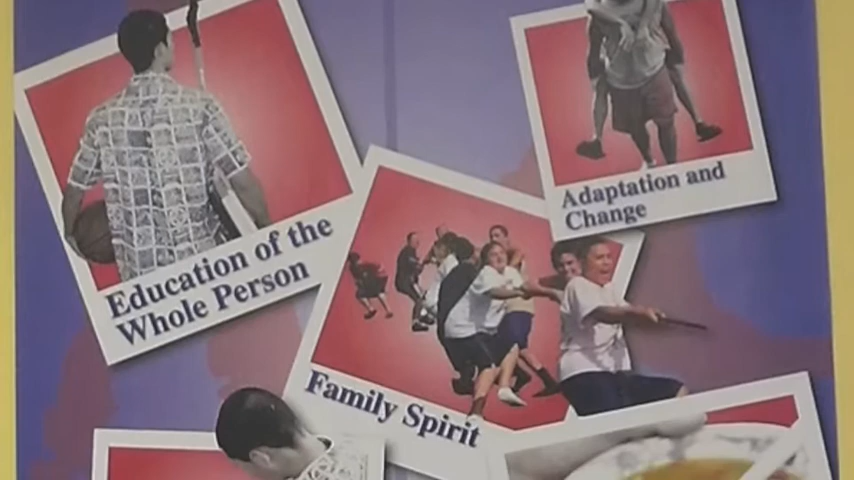 Education of the
Whole Person
Adaptation and
Change
Family Spirit